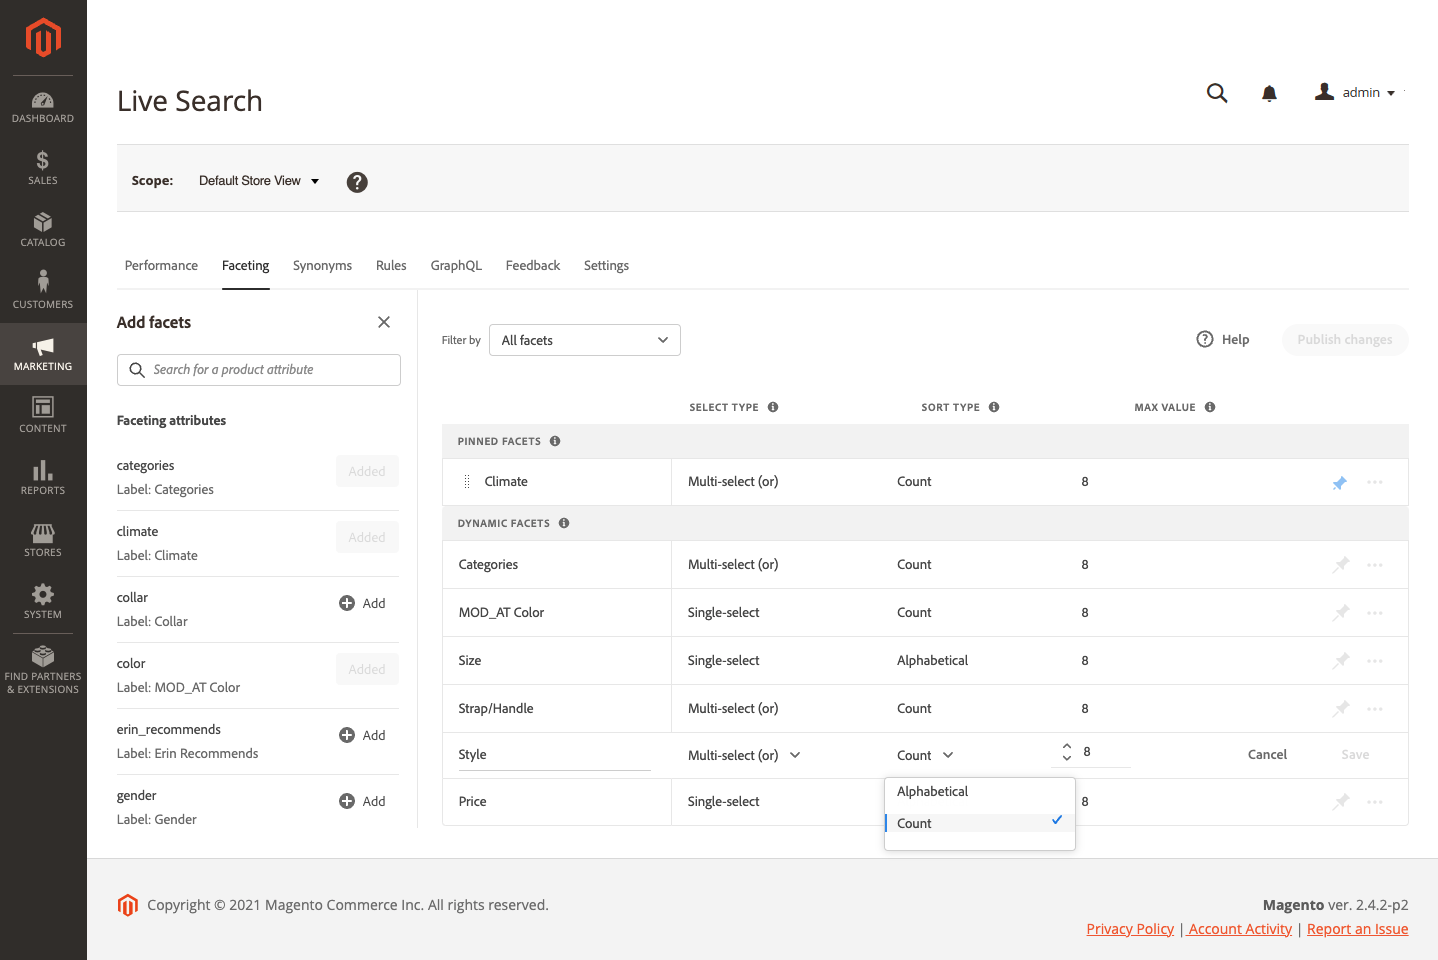 Live Search
admin
DASHBOARD
SALES
CATALOG
CUSTOMERS
MARKETING
CONTENT
REPORTS
STORES
SYSTEM
FIND PARTNERS
& EXTENSIONS
Scope: Default Store View
Performance Faceting Synonyms Rules GraphQL Feedback Settings
Add facets
Search for a product attribute
Faceting attributes
categories
Label: Categories
Added
climate
Label: Climate
Added
collar
Label: Collar
Add
color
Label: MOD_AT Color
Added
erin_recommends
Label: Erin Recommends
Add
gender
Label: Gender
Add
Filter by All facets
Help
Publish changes
SELECT TYPE SORT TYPE MAX VALUE
PINNED FACETS
Climate Multi-select (or) Count 8
DYNAMIC FACETS
Categories Multi-select (or) Count 8
MOD_AT Color Single-select Count 8
Size Single-select Alphabetical 8
Strap/Handle Multi-select (or) Count 8
Style Multi-select (or) Count 8 Cancel Save
Alphabetical
Count
Price Single-select 8
Copyright © 2021 Magento Commerce Inc. All rights reserved.
Magento ver. 2.4.2-p2
Privacy Policy | Account Activity | Report an Issue